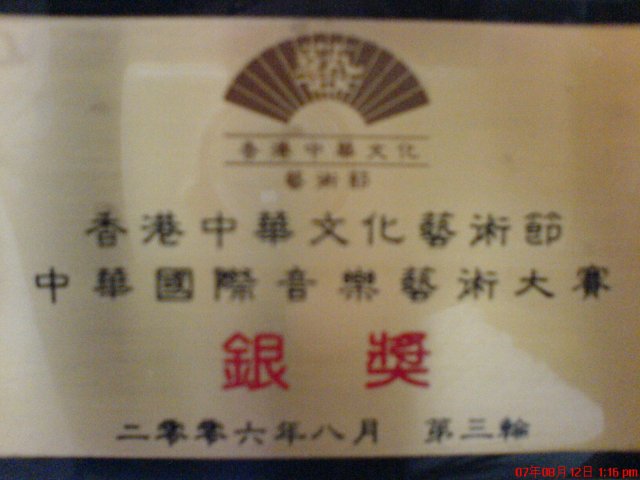 香港中華文化
藝術節
香港中華文化藝術節
中華國際音樂藝術大賽
銀獎
二零零六年八月 第三輪
07年08月12日 1:16 pm